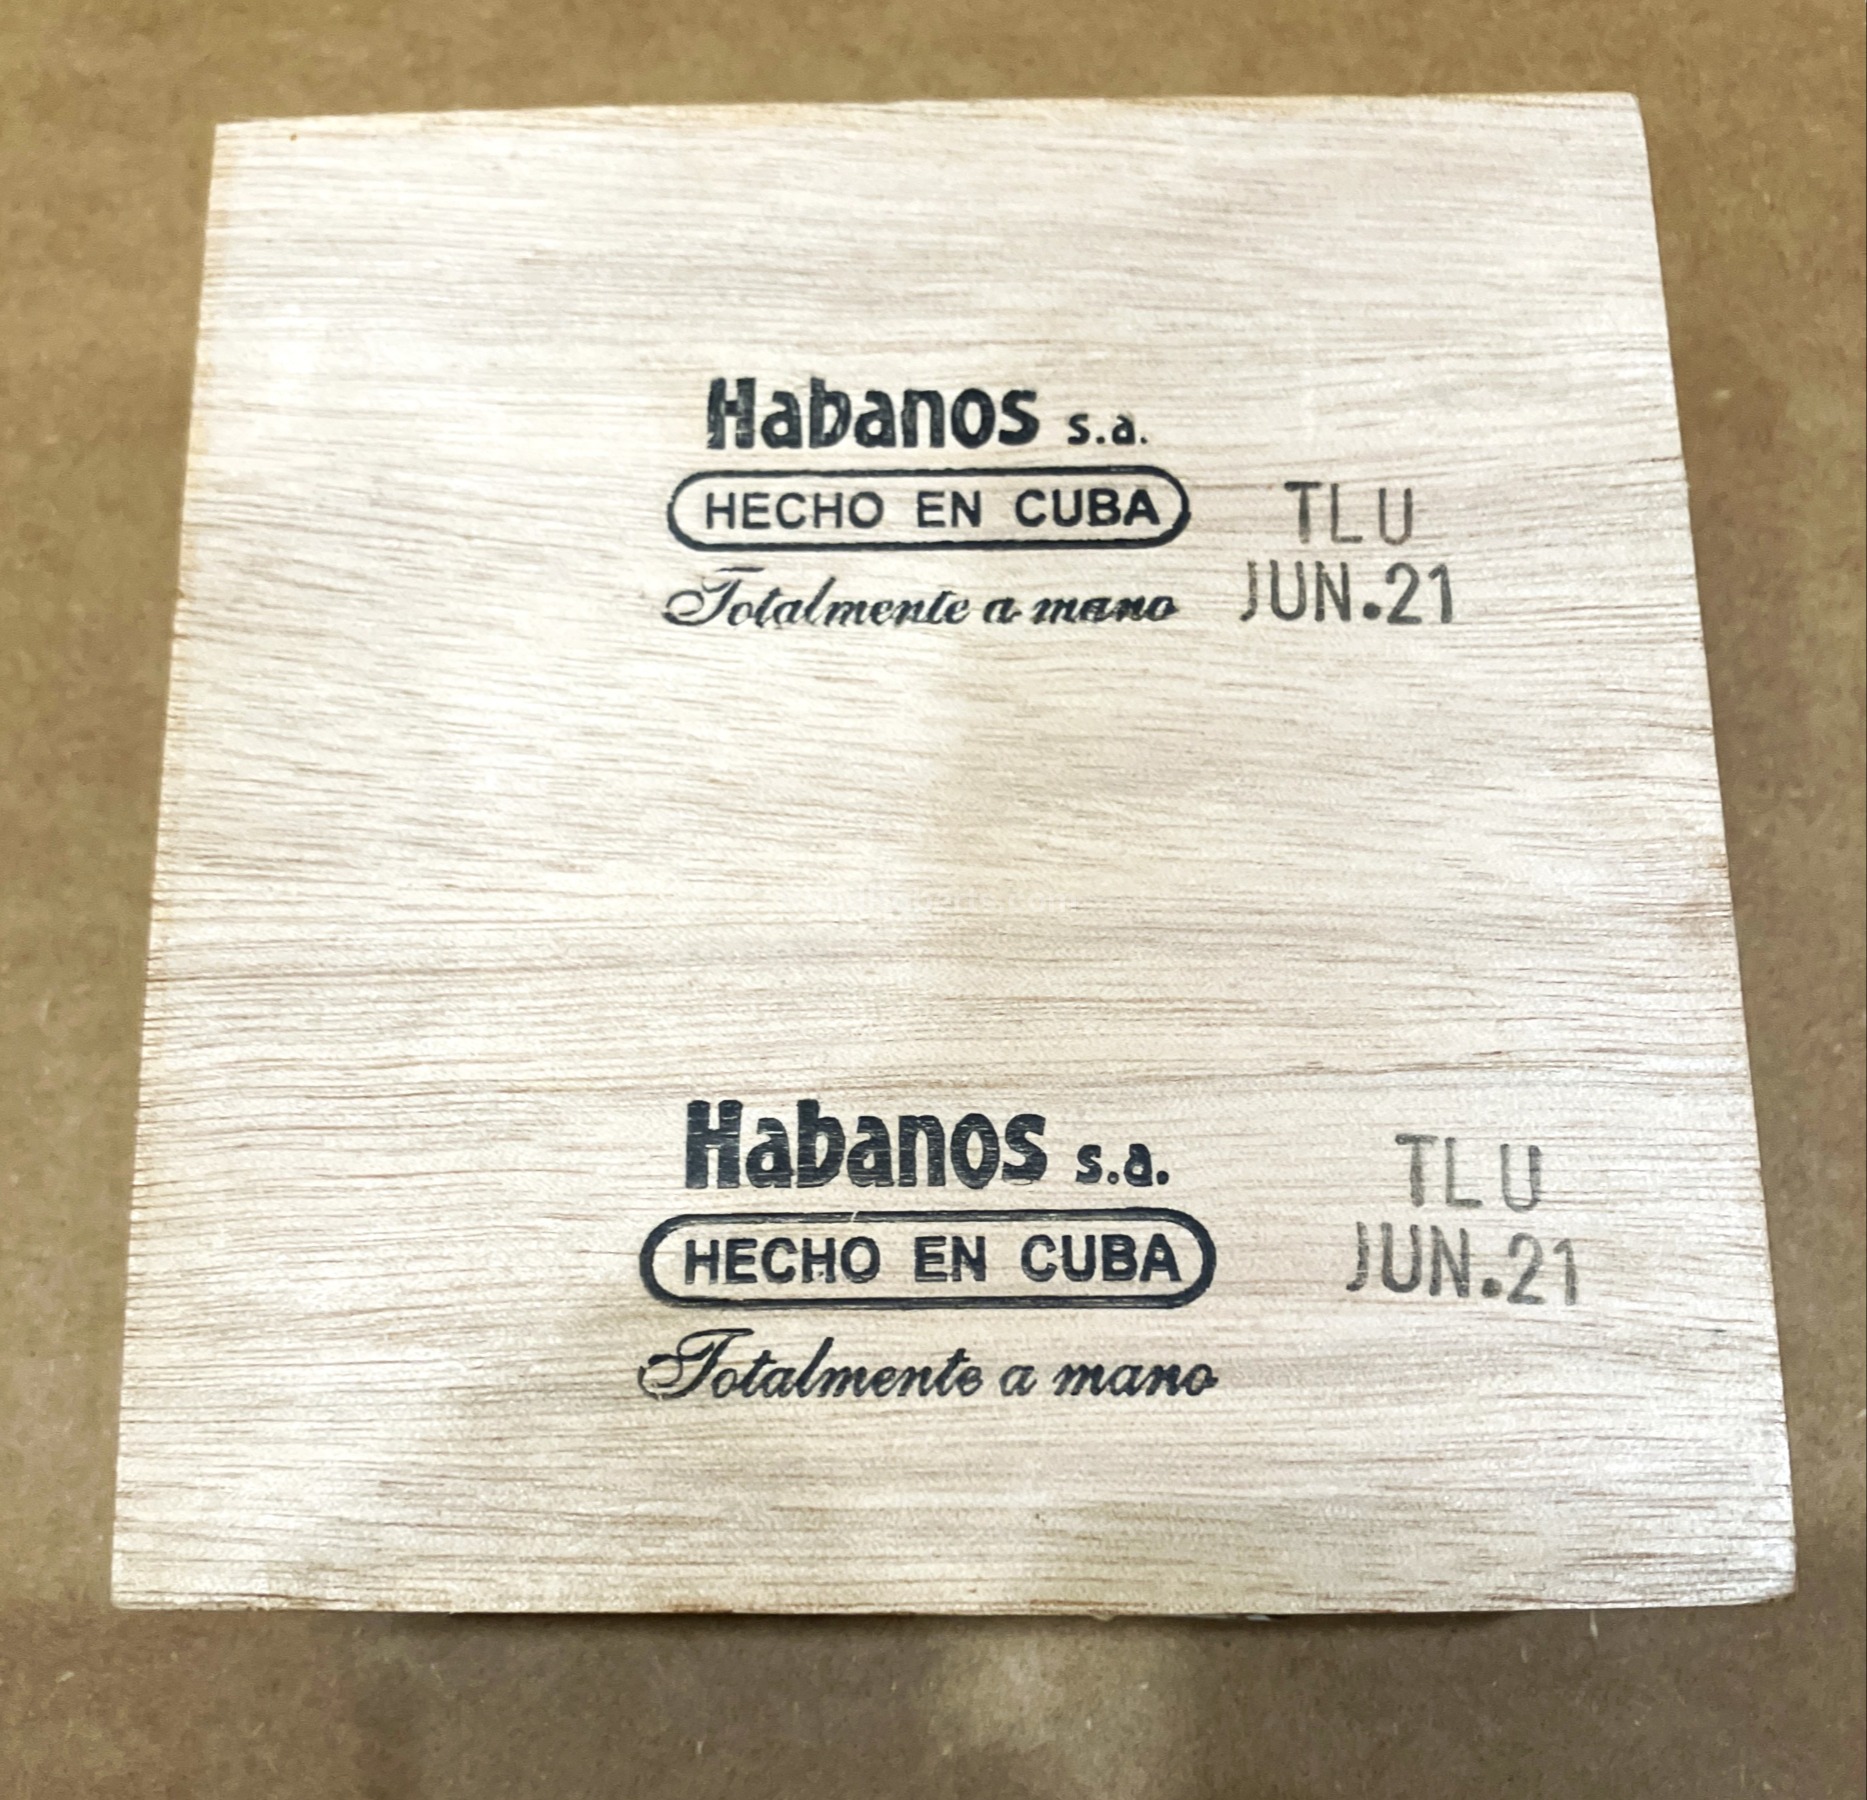 Habanos s.a.
HECHO EN CUBA
Totalmente a mano
TLU
JUN.21
Habanos s.a.
HECHO EN CUBA
Totalmente a mano
TLU
JUN.21